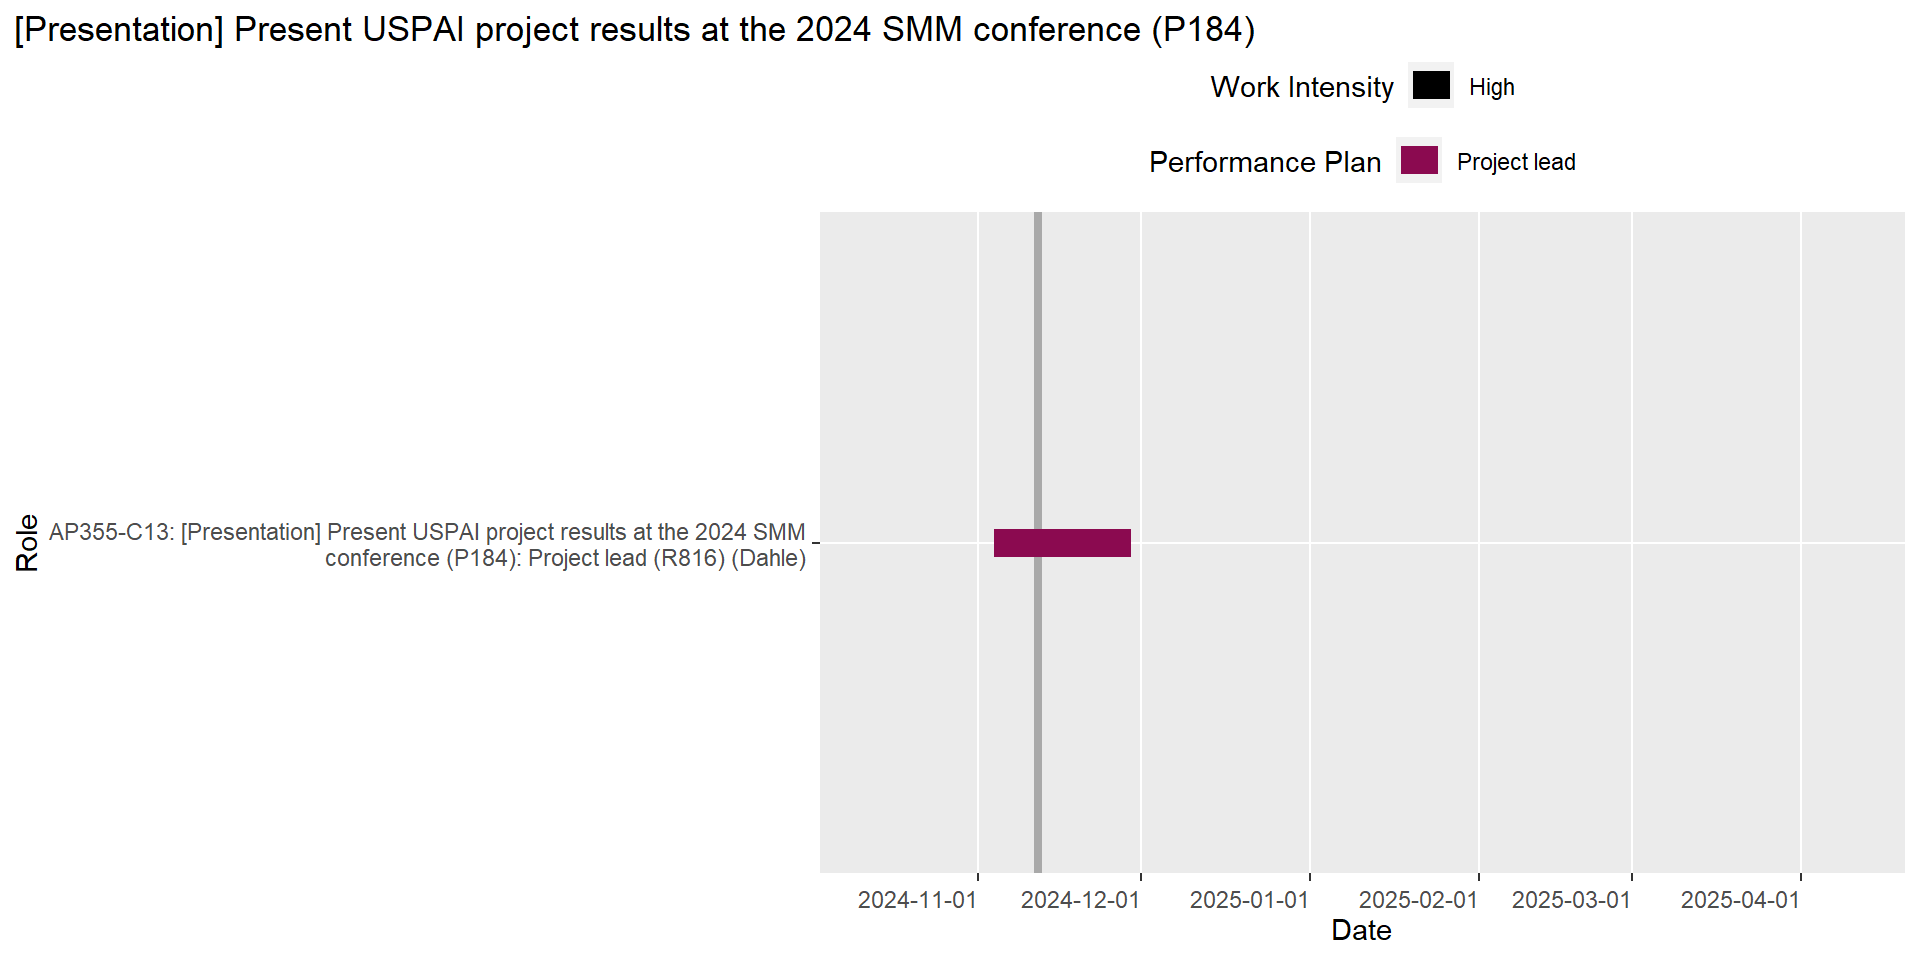 [Presentation] Present USPAI project results at the 2024 SMM conference (P184)
Work Intensity High
Performance Plan Project lead
Role
AP355-C13: [Presentation] Present USPAI project results at the 2024 SMM
conference (P184): Project lead (R816) (Dahle)
2024-11-01 2024-12-01 2025-01-01 2025-02-01 2025-03-01 2025-04-01
Date